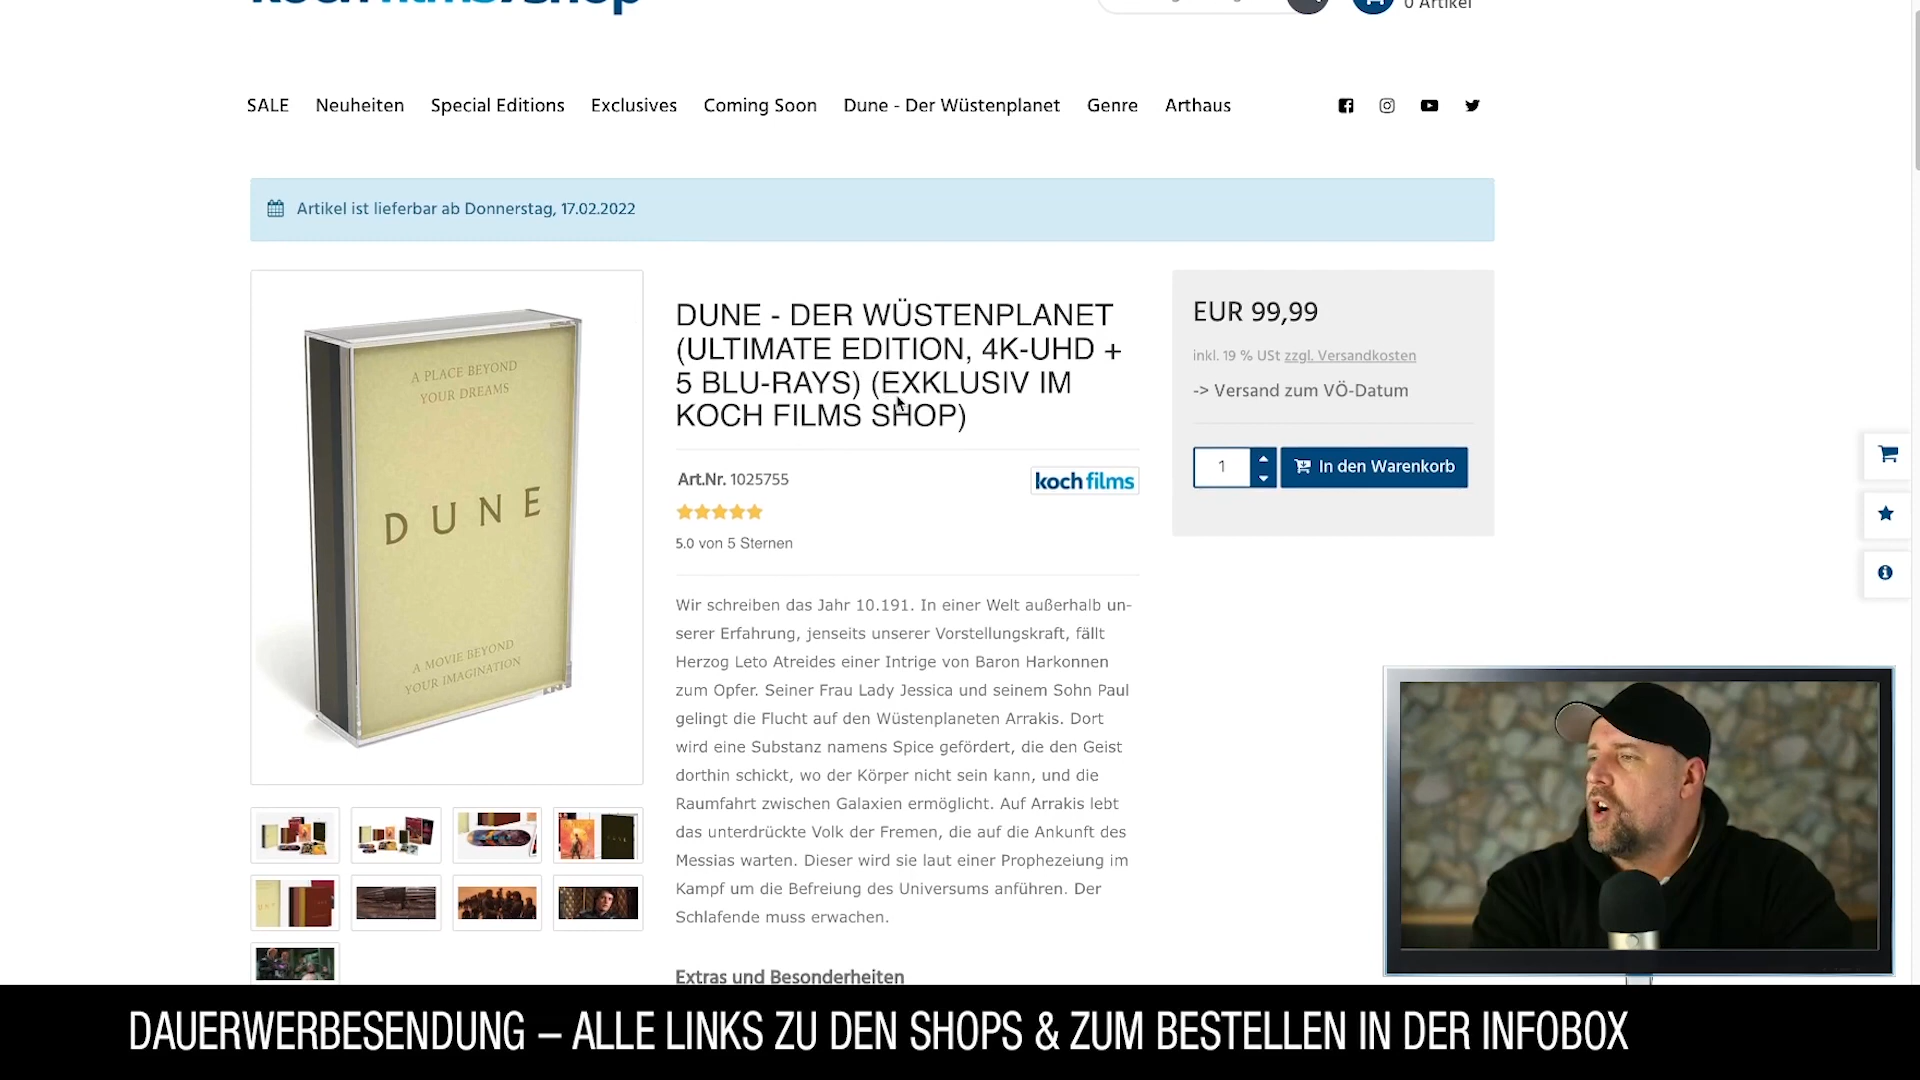 koch films/shop
0 Artikel
SALE Neuheiten Special Editions Exclusives Coming Soon Dune - Der Wüstenplanet Genre Arthaus
Artikel ist lieferbar ab Donnerstag, 17.02.2022
A PLACE BEYOND
YOUR DREAMS
DUNE
A MOVIE BEYOND
YOUR IMAGINATION
DUNE - DER WÜSTENPLANET
(ULTIMATE EDITION, 4K-UHD +
5 BLU-RAYS) (EXKLUSIV IM
KOCH FILMS SHOP)
Art.Nr. 1025755
koch films
5.0 von 5 Sternen
Wir schreiben das Jahr 10.191. In einer Welt außerhalb un-
serer Erfahrung, jenseits unserer Vorstellungskraft, fällt
Herzog Leto Atreides einer Intrige von Baron Harkonnen
zum Opfer. Seiner Frau Lady Jessica und seinem Sohn Paul
gelingt die Flucht auf den Wüstenplaneten Arrakis. Dort
wird eine Substanz namens Spice gefördert, die den Geist
dorthin schickt, wo der Körper nicht sein kann, und die
Raumfahrt zwischen Galaxien ermöglicht. Auf Arrakis lebt
das unterdrückte Volk der Fremen, die auf die Ankunft des
Messias warten. Dieser wird sie laut einer Prophezeiung im
Kampf um die Befreiung des Universums anführen. Der
Schlafende muss erwachen.
Extras und Besonderheiten
EUR 99,99
inkl. 19 % USt zzgl. Versandkosten
-> Versand zum VÖ-Datum
1 In den Warenkorb
DAUERWERBESENDUNG – ALLE LINKS ZU DEN SHOPS & ZUM BESTELLEN IN DER INFOBOX